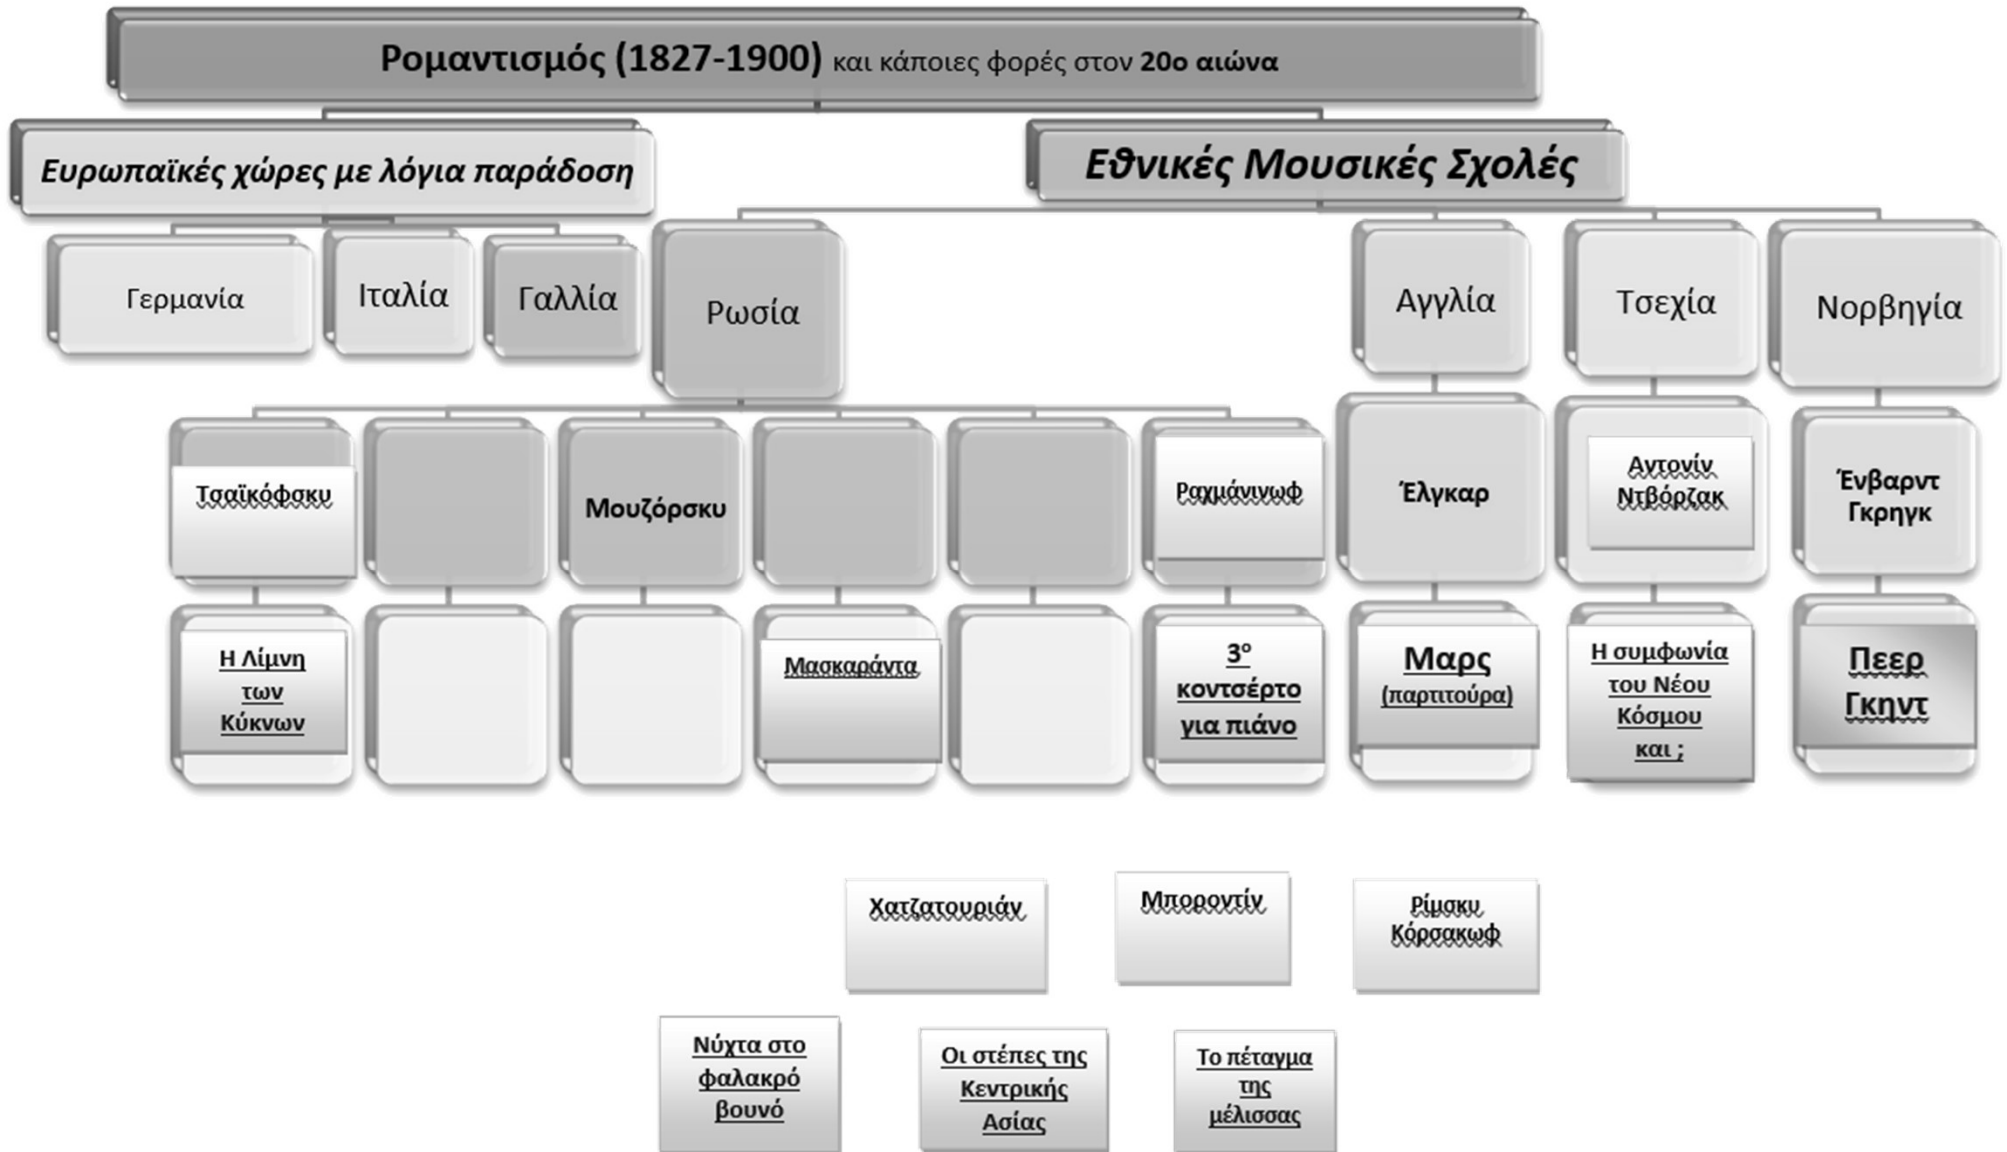 Ρομαντισμός (1827-1900) και κάποιες φορές στον 20ο αιώνα
Ευρωπαϊκές χώρες με λόγια παράδοση
Εθνικές Μουσικές Σχολές
Γερμανία
Ιταλία
Γαλλία
Ρωσία
Αγγλία
Τσεχία
Νορβηγία
Τσαϊκόφσκυ
Μουζόρσκυ
Ραχμάνινωφ
Έλγκαρ
Αντονίν
Ντβόρζακ
Ένβαρντ
Γκρηγκ
Η Λίμνη
των
Κύκνων
Μασκαράντα
3ο
κοντσέρτο
για πιάνο
Μαρς
(παρτιτούρα)
Η συμφωνία
του Νέου
Κόσμου
και ;
Πεερ
Γκηντ
Χατζατουριάν
Μποροντίν
Ρίμσκυ
Κόρσακωφ
Νύχτα στο
φαλακρό
βουνό
Οι στέπες της
Κεντρικής
Ασίας
Το πέταγμα
της
μέλισσας